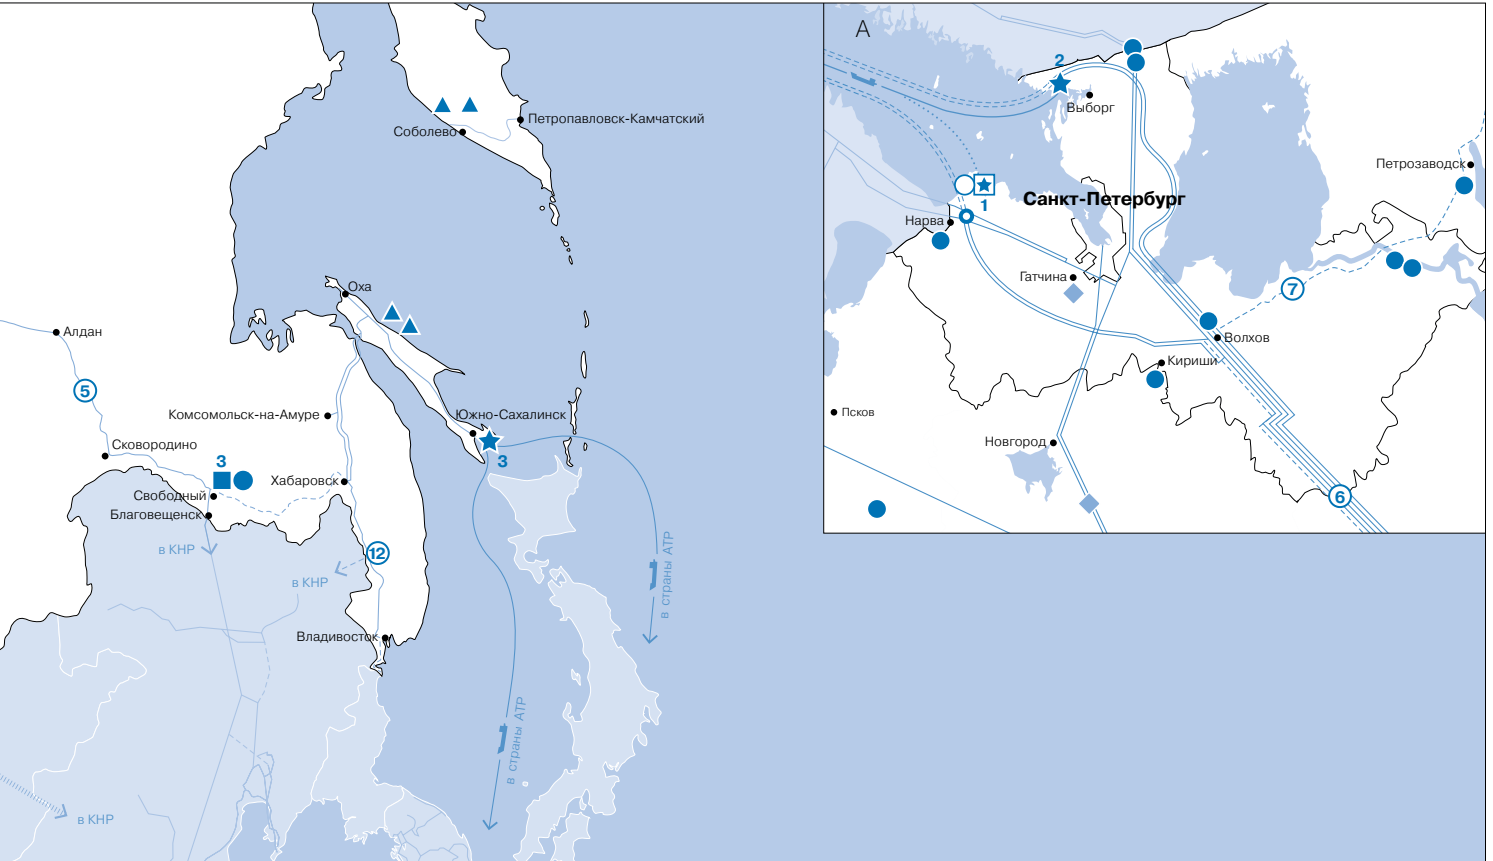 Соболево
Петропавловск-Камчатский
Оха
Алдан
5
Комсомольск-на-Амуре
Южно-Сахалинск
3
Сковородино
3
Хабаровск
Свободный
Благовещенск
в КНР
12
в КНР
Владивосток
в страны АТР
в страны АТР
в КНР
А
2
Выборг
Петрозаводск
1
Санкт-Петербург
Нарва
Гатчина
7
Волхов
Кириши
Псков
Новгород
6